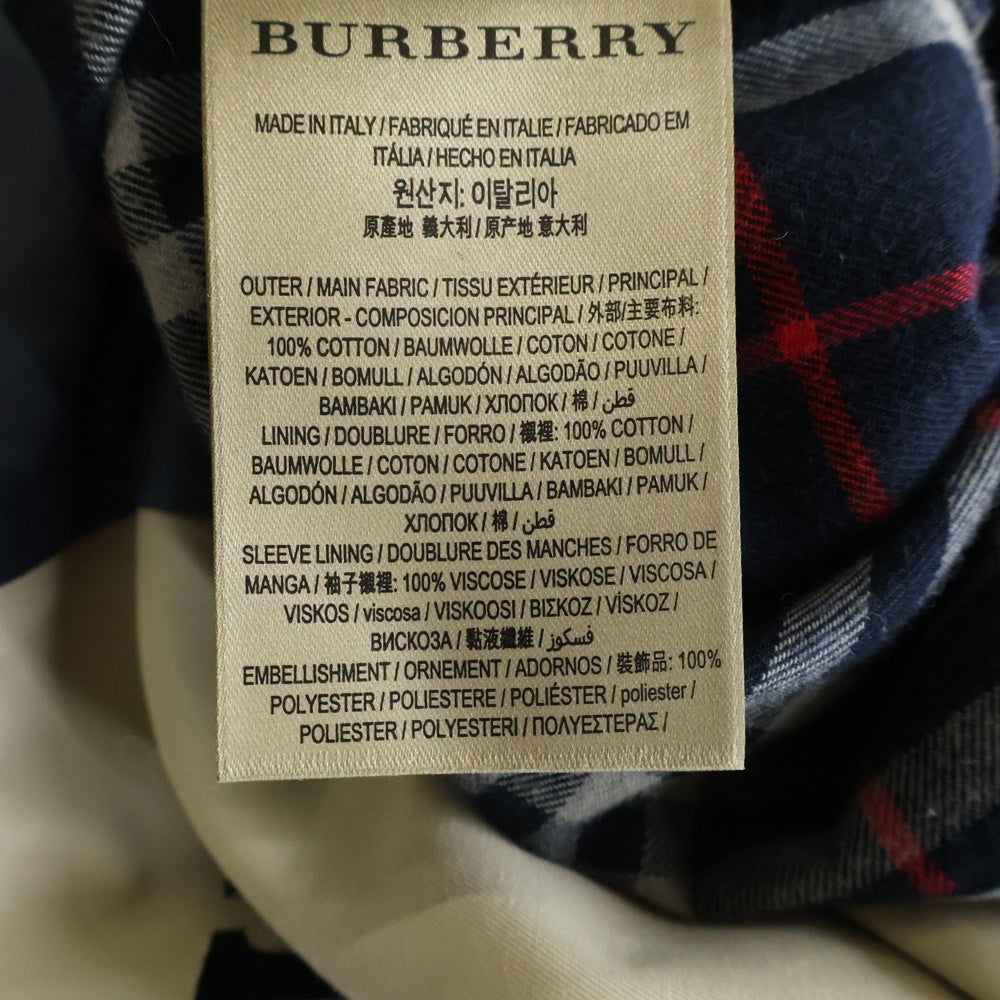 BURBERRY
MADE IN ITALY / FABRIQUÉ EN ITALIE / FABRICADO EM
ITÁLIA / HECHO EN ITALIA
원산지: 이탈리아
原產地 義大利 / 原产地 意大利
OUTER / MAIN FABRIC / TISSU EXTÉRIEUR / PRINCIPAL /
EXTERIOR - COMPOSICION PRINCIPAL / 外部/主要布料:
100% COTTON / BAUMWOLLE / COTON / COTONE /
KATOEN / BOMULL / ALGODÓN / ALGODÃO / PUUVILLA /
BAMBAKI / PAMUK / ХЛОПОК / 棉 / قطن
LINING / DOUBLURE / FORRO / 襯裡: 100% COTTON /
BAUMWOLLE / COTON / COTONE / KATOEN / BOMULL /
ALGODÓN / ALGODÃO / PUUVILLA / BAMBAKI / PAMUK /
ХЛОПОК / 棉 / قطن
SLEEVE LINING / DOUBLURE DES MANCHES / FORRO DE
MANGA / 袖子襯裡: 100% VISCOSE / VISKOSE / VISCOSA /
VISKOS / viscosa / VISKOOSI / ΒΙΣΚΟΖ / VİSKOZ /
ВИСКОЗА / 黏液纖維 / فسكوز
EMBELLISHMENT / ORNEMENT / ADORNOS / 裝飾品: 100%
POLYESTER / POLIESTERE / POLIÉSTER / poliester /
POLIESTER / POLYESTERI / ΠΟΛΥΕΣΤΕΡΑΣ /